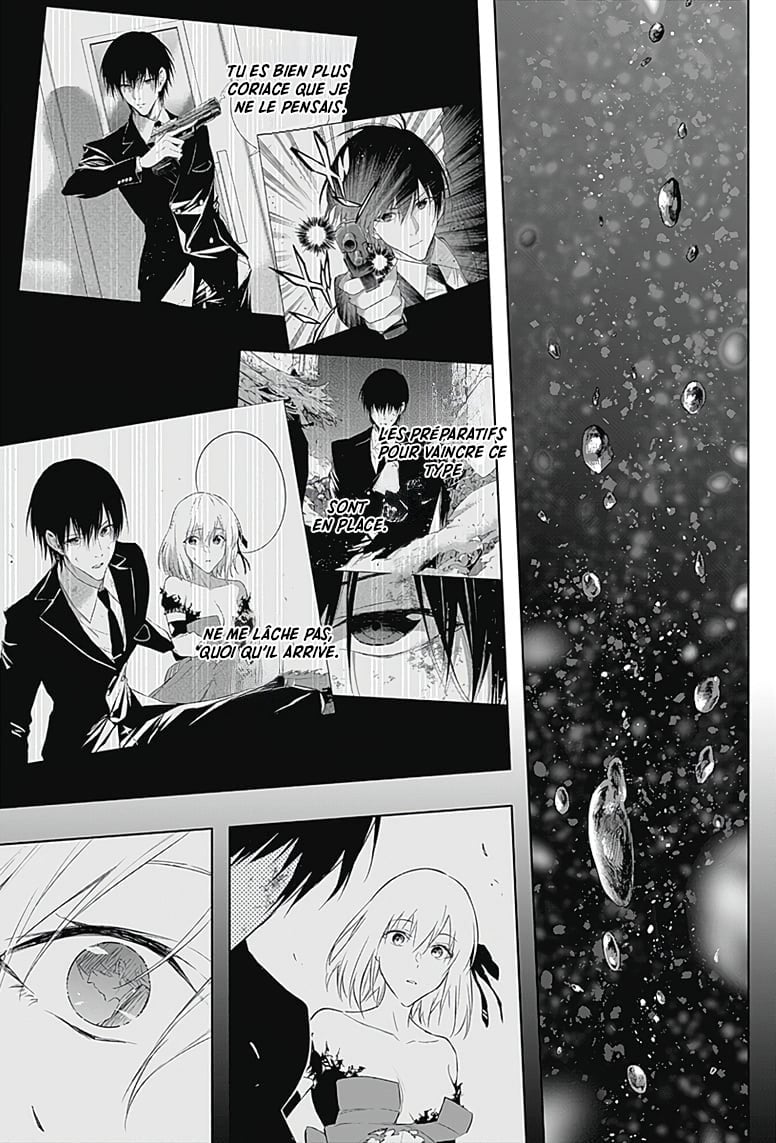 TU ES BIEN PLUS
CORIACE QUE JE
NE LE PENSAIS.
LES PRÉPARATIFS
POUR VAINCRE CE
TYPE
SONT
EN PLACE.
NE ME LÂCHE PAS,
QUOI QU'IL ARRIVE.